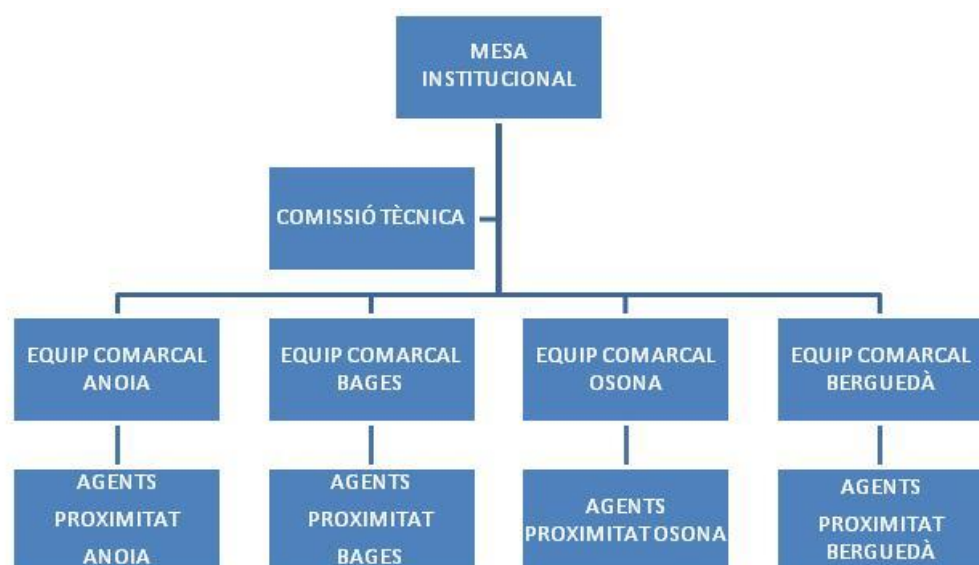 MESA
INSTITUCIONAL
COMISSIÓ TÈCNICA
EQUIP COMARCAL
ANOIA
EQUIP COMARCAL
BAGES
EQUIP COMARCAL
OSONA
EQUIP COMARCAL
BERGUEDÀ
AGENTS
PROXIMITAT
ANOIA
AGENTS
PROXIMITAT
BAGES
AGENTS
PROXIMITAT OSONA
AGENTS
PROXIMITAT
BERGUEDÀ